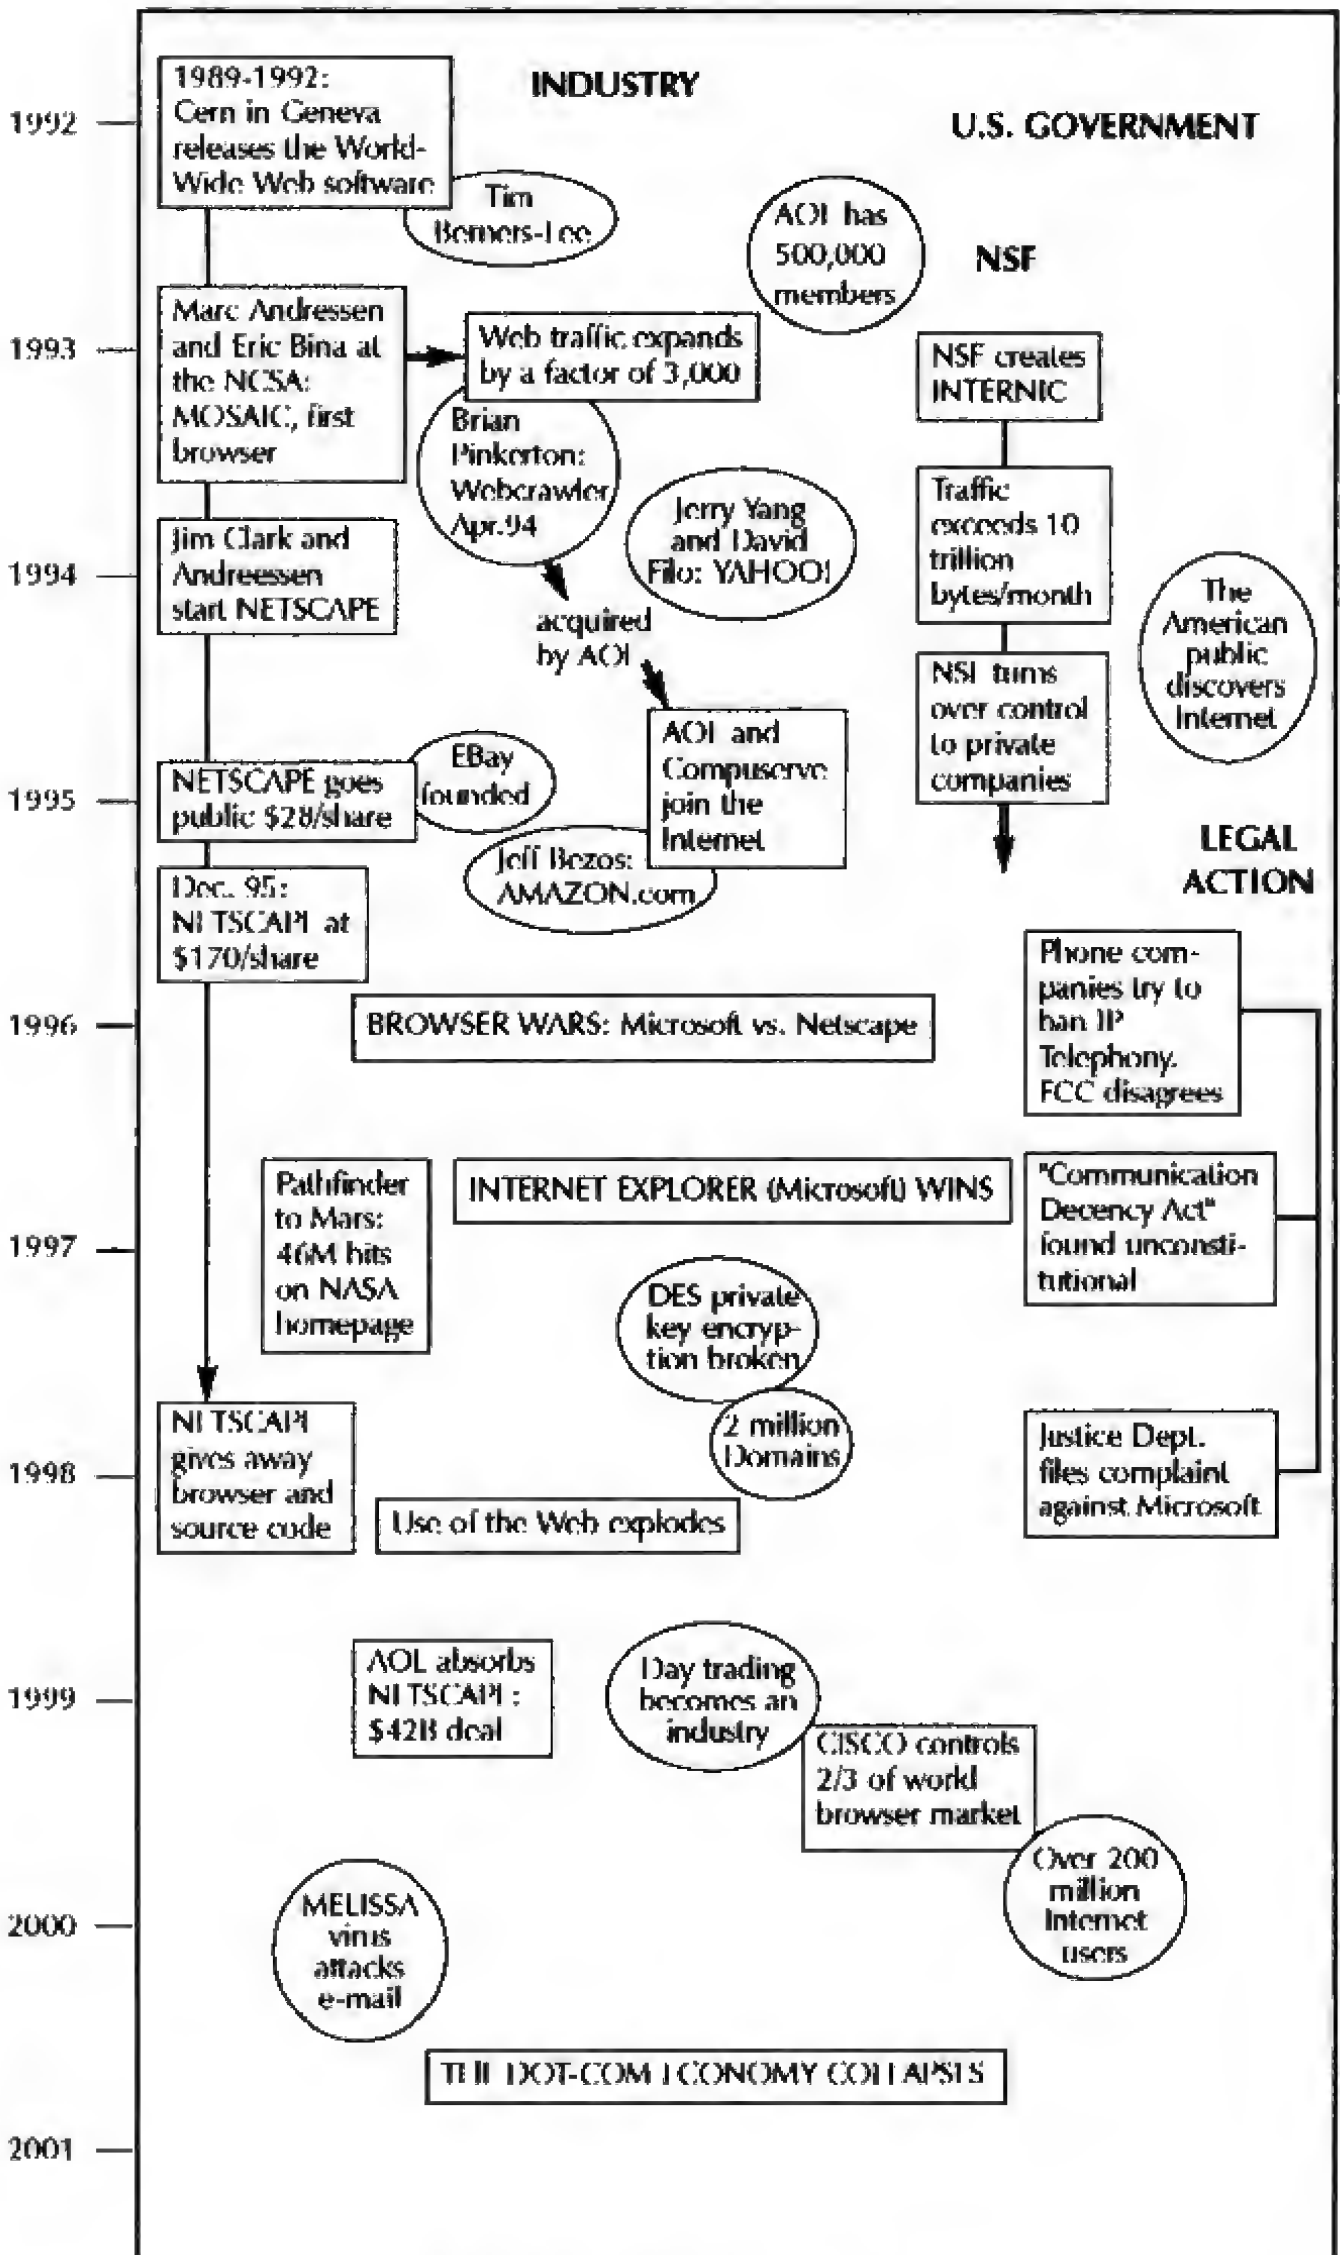 INDUSTRY
U.S. GOVERNMENT
1992
1989-1992:
Cern in Geneva
releases the World-
Wide Web software
Tim
Berners-Lee
AOL has
500,000
members
NSF
1993
Marc Andressen
and Eric Bina at
the NCSA:
MOSAIC, first
browser
Web traffic expands
by a factor of 3,000
NSF creates
INTERNIC
Brian
Pinkerton:
Webcrawler
Apr.94
Jerry Yang
and David
Filo: YAHOO!
Traffic
exceeds 10
trillion
bytes/month
1994
Jim Clark and
Andreessen
start NETSCAPE
acquired
by AOL
The
American
public
discovers
Internet
NSF turns
over control
to private
companies
AOL and
Compuserve
join the
Internet
EBay
founded
1995
NETSCAPE goes
public $28/share
Jeff Bezos:
AMAZON.com
LEGAL
ACTION
Dec. 95:
NETSCAPE at
$170/share
Phone com-
panies try to
ban IP
Telephony.
FCC disagrees
1996
BROWSER WARS: Microsoft vs. Netscape
Pathfinder
to Mars:
46M hits
on NASA
homepage
INTERNET EXPLORER (Microsoft) WINS
"Communication
Decency Act"
found unconsti-
tutional
1997
DES private
key encryp-
tion broken
2 million
Domains
1998
NETSCAPE
gives away
browser and
source code
Use of the Web explodes
Justice Dept.
files complaint
against Microsoft
1999
AOL absorbs
NETSCAPE:
$42B deal
Day trading
becomes an
industry
CISCO controls
2/3 of world
browser market
Over 200
million
Internet
users
2000
MELISSA
virus
attacks
e-mail
THE DOT-COM ECONOMY COLLAPSES
2001